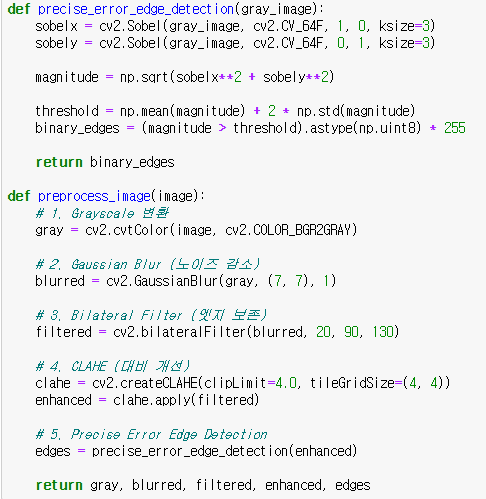 def precise_error_edge_detection(gray_image):
    sobelx = cv2.Sobel(gray_image, cv2.CV_64F, 1, 0, ksize=3)
    sobely = cv2.Sobel(gray_image, cv2.CV_64F, 0, 1, ksize=3)

    magnitude = np.sqrt(sobelx**2 + sobely**2)

    threshold = np.mean(magnitude) + 2 * np.std(magnitude)
    binary_edges = (magnitude > threshold).astype(np.uint8) * 255

    return binary_edges

def preprocess_image(image):
    # 1. Grayscale 변환
    gray = cv2.cvtColor(image, cv2.COLOR_BGR2GRAY)

    # 2. Gaussian Blur (노이즈 감소)
    blurred = cv2.GaussianBlur(gray, (7, 7), 1)

    # 3. Bilateral Filter (엣지 보존)
    filtered = cv2.bilateralFilter(blurred, 20, 90, 130)

    # 4. CLAHE (대비 개선)
    clahe = cv2.createCLAHE(clipLimit=4.0, tileGridSize=(4, 4))
    enhanced = clahe.apply(filtered)

    # 5. Precise Error Edge Detection
    edges = precise_error_edge_detection(enhanced)

    return gray, blurred, filtered, enhanced, edges